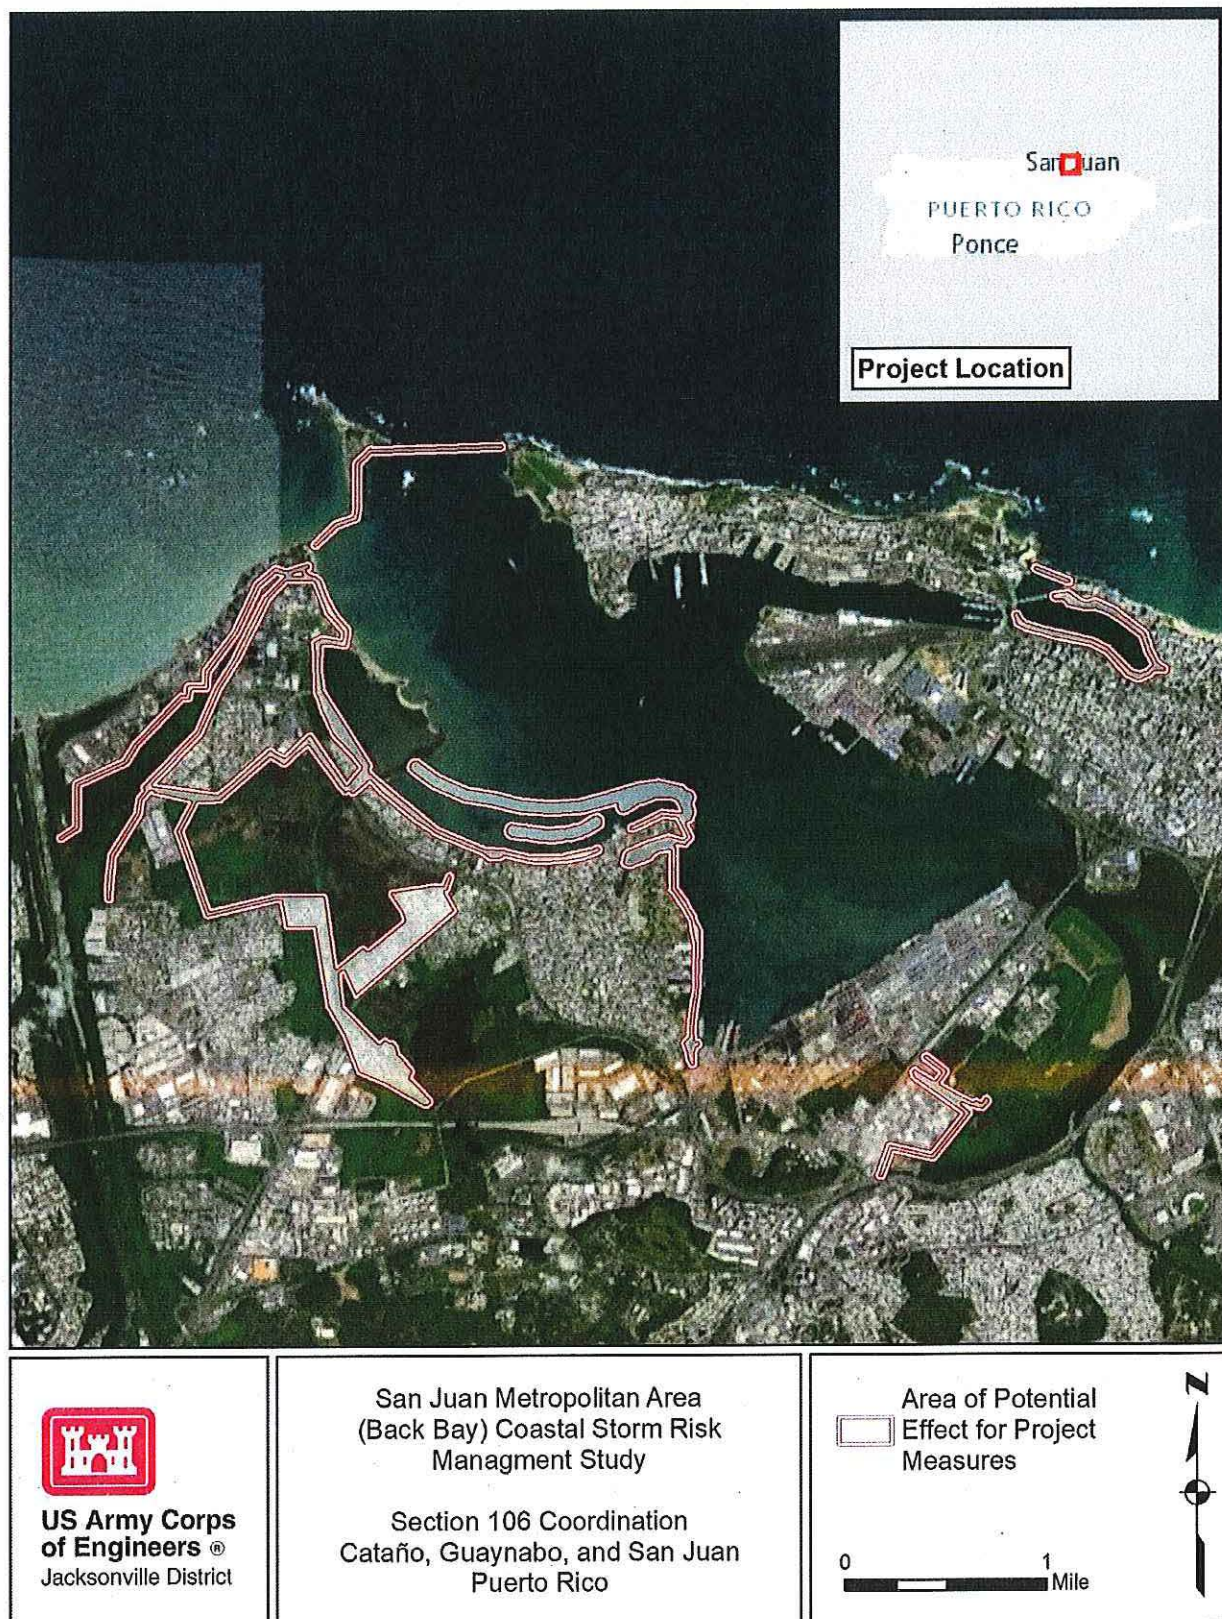 San Juan
PUERTO RICO
Ponce
Project Location
US Army Corps
of Engineers ®
Jacksonville District
San Juan Metropolitan Area
(Back Bay) Coastal Storm Risk
Managment Study
Section 106 Coordination
Cataño, Guaynabo, and San Juan
Puerto Rico
Area of Potential
Effect for Project
Measures
0 1
Mile
N